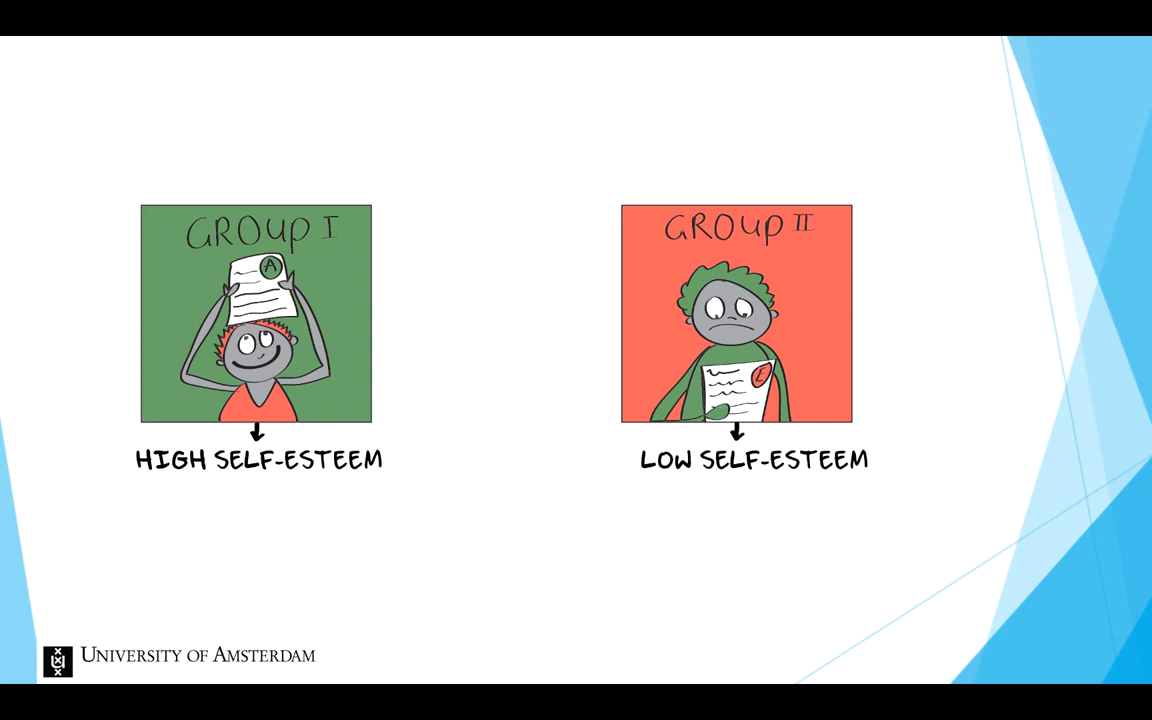 GROUP I
A
HIGH SELF-ESTEEM
GROUP II
E
LOW SELF-ESTEEM
UNIVERSITY OF AMSTERDAM